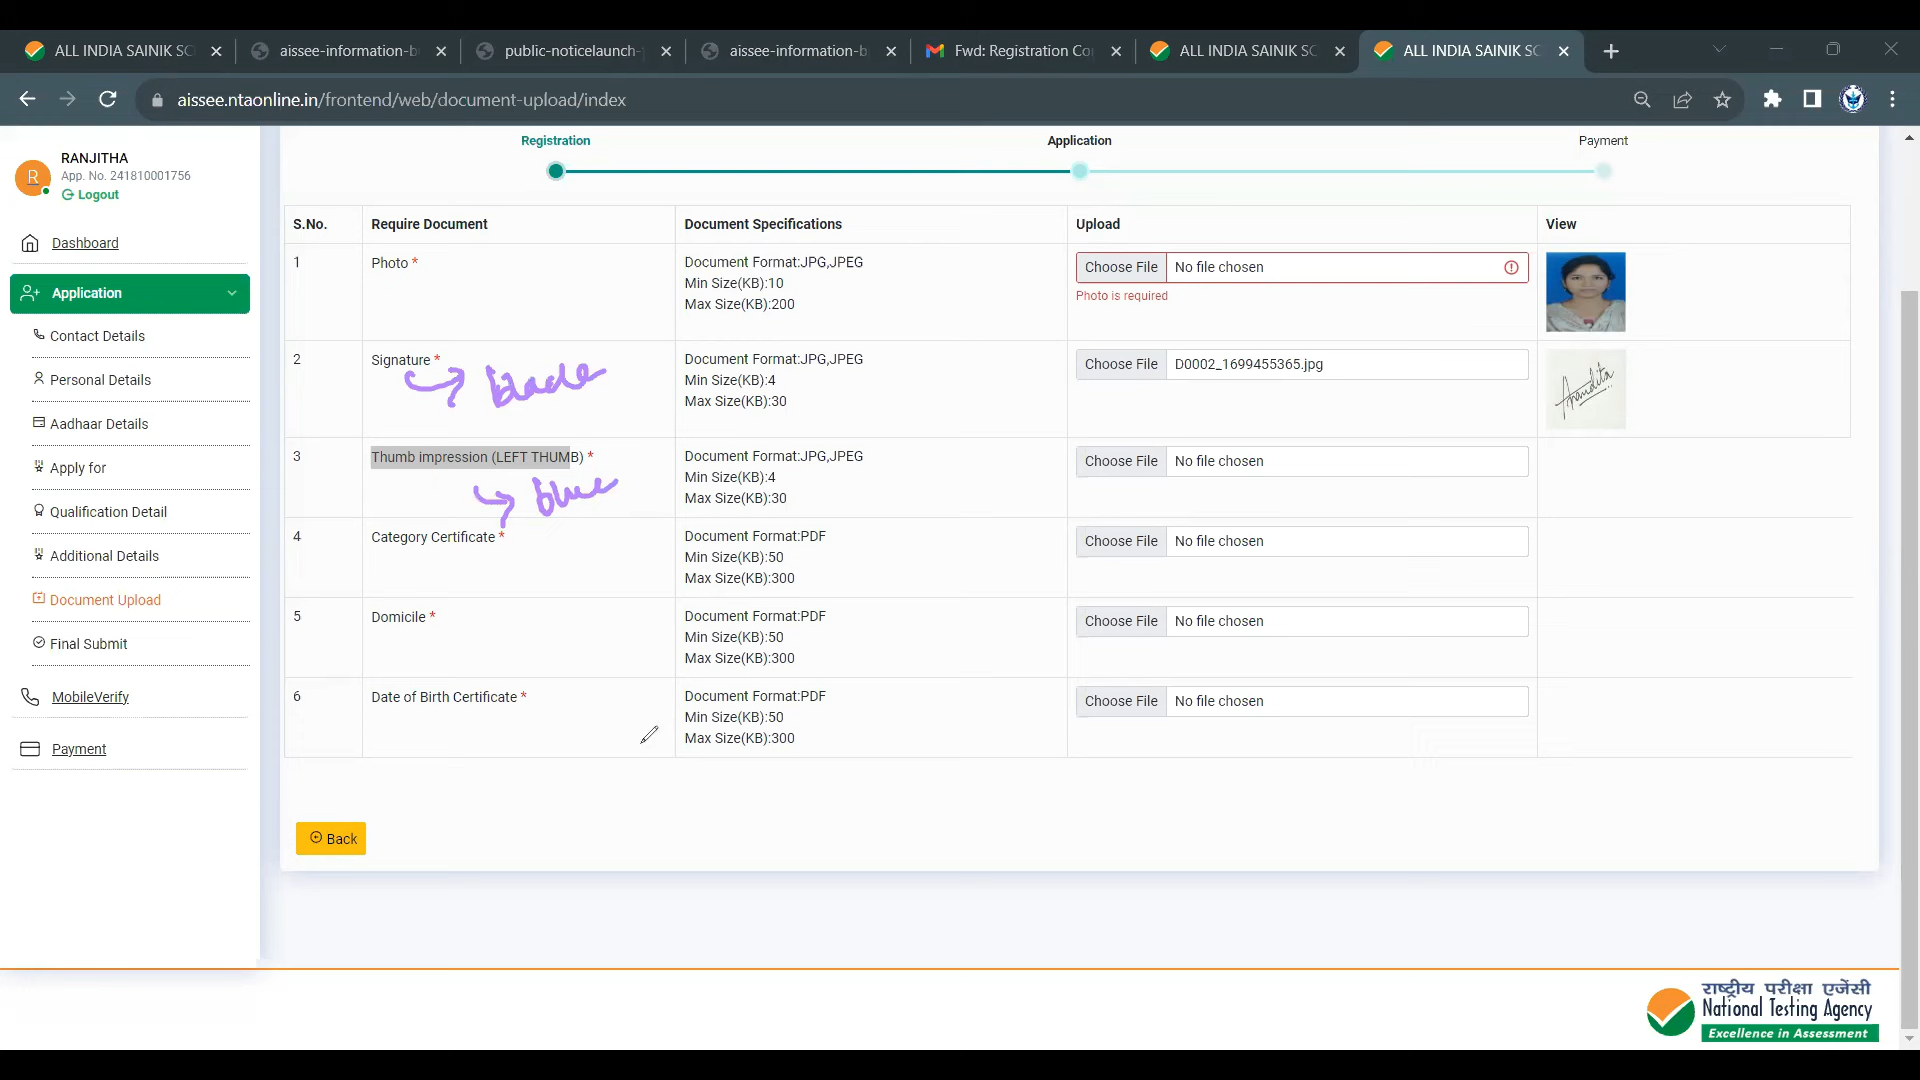 ALL INDIA SAINIK SC
aissee-information-b
public-noticelaunch-
aissee-information-b
Fwd: Registration Co
ALL INDIA SAINIK SC
ALL INDIA SAINIK SC
aissee.ntaonline.in/frontend/web/document-upload/index
R
RANJITHA
App. No. 241810001756
Logout
Dashboard
Application
Contact Details
Personal Details
Aadhaar Details
Apply for
Qualification Detail
Additional Details
Document Upload
Final Submit
MobileVerify
Payment
Registration Application Payment
S.No. Require Document Document Specifications Upload View
1 Photo * Document Format:JPG,JPEG Choose File No file chosen
Min Size(KB):10
Max Size(KB):200
Photo is required
2 Signature * Document Format:JPG,JPEG Choose File D0002_1699455365.jpg
Min Size(KB):4
Max Size(KB):30
Anandita
3 Thumb impression (LEFT THUMB) * Document Format:JPG,JPEG Choose File No file chosen
Min Size(KB):4
Max Size(KB):30
blue
4 Category Certificate * Document Format:PDF Choose File No file chosen
Min Size(KB):50
Max Size(KB):300
5 Domicile * Document Format:PDF Choose File No file chosen
Min Size(KB):50
Max Size(KB):300
6 Date of Birth Certificate * Document Format:PDF Choose File No file chosen
Min Size(KB):50
Max Size(KB):300
Back
राष्ट्रीय परीक्षा एजेंसी
National Testing Agency
Excellence in Assessment